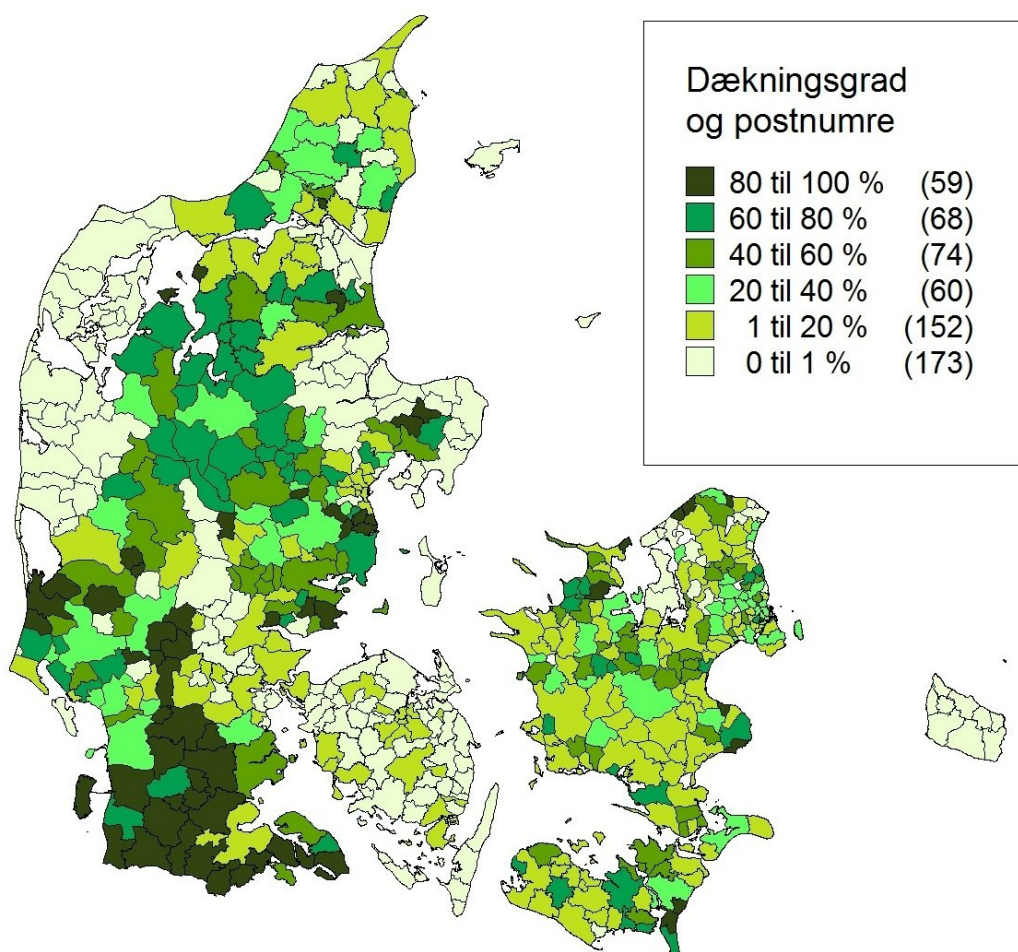 Dækningsgrad
og postnumre
80 til 100 % (59)
60 til 80 % (68)
40 til 60 % (74)
20 til 40 % (60)
1 til 20 % (152)
0 til 1 % (173)